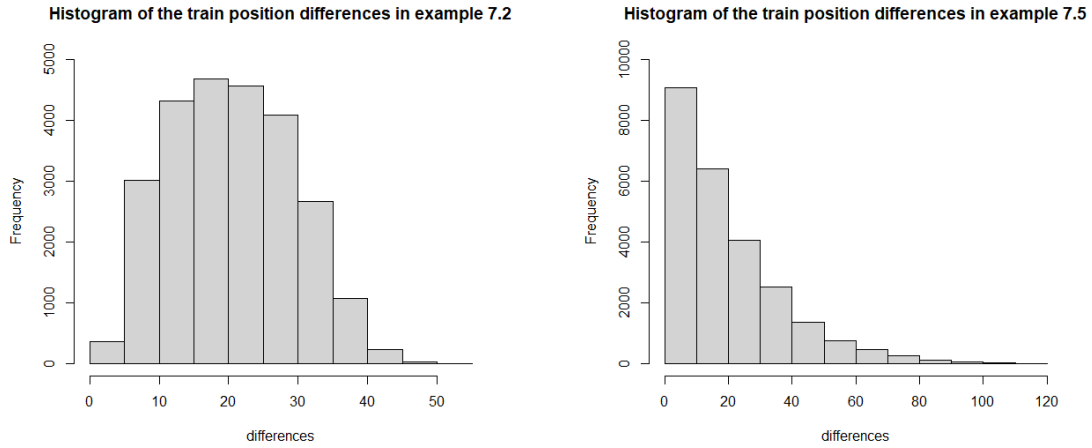 Histogram of the train position differences in example 7.2
Frequency
5000
4000
3000
2000
1000
0
0 10 20 30 40 50
differences
Histogram of the train position differences in example 7.5
Frequency
10000
8000
6000
4000
2000
0
0 20 40 60 80 100 120
differences